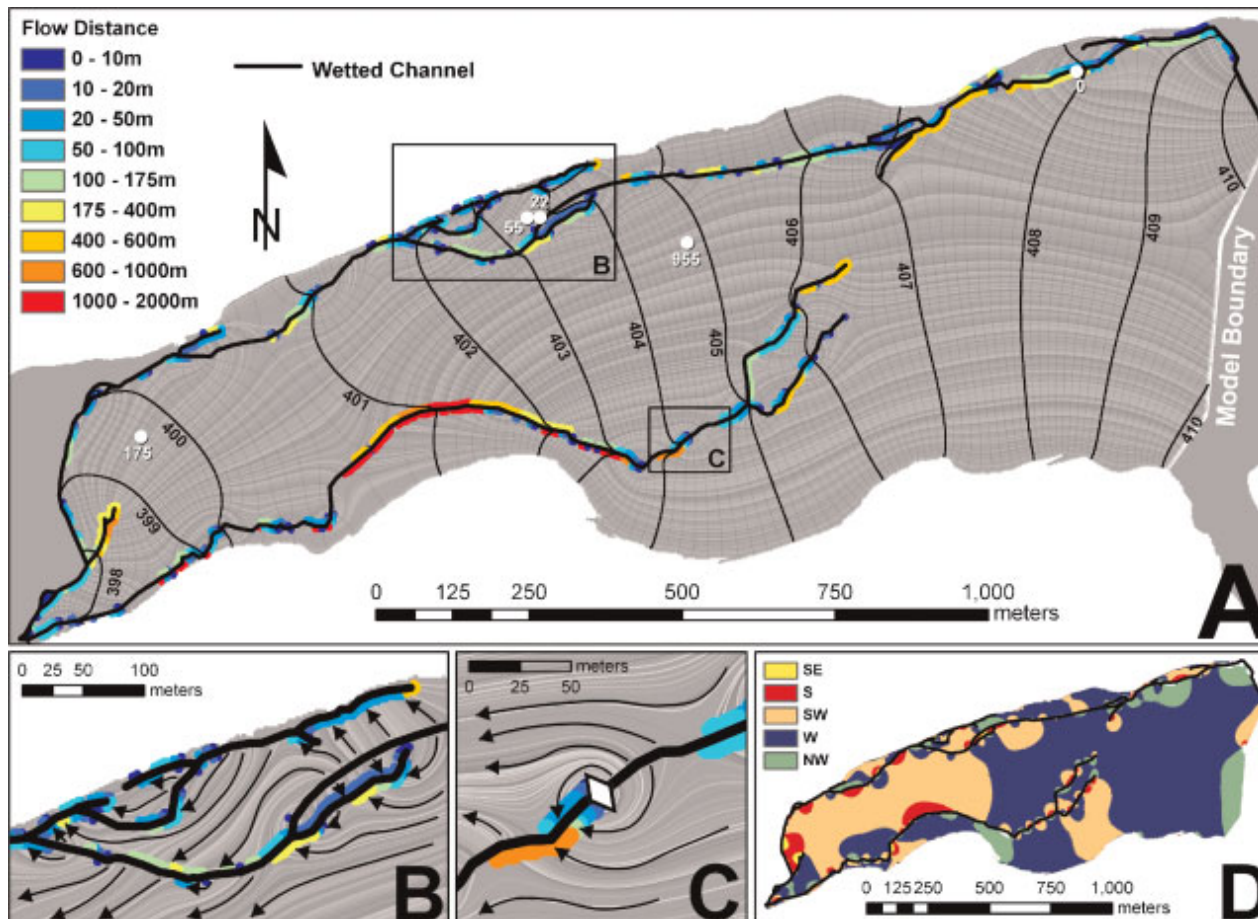 Flow Distance
0 - 10m
10 - 20m
20 - 50m
50 - 100m
100 - 175m
175 - 400m
400 - 600m
600 - 1000m
1000 - 2000m
Wetted Channel
N
0
22
55
955
175
B
C
398
399
400
401
402
403
404
405
406
407
408
409
410
410
Model Boundary
0 125 250 500 750 1,000
meters
A
0 25 50 100
meters
B
meters
0 25 50
C
SE
S
SW
W
NW
0 125 250 500 750 1,000
meters
D